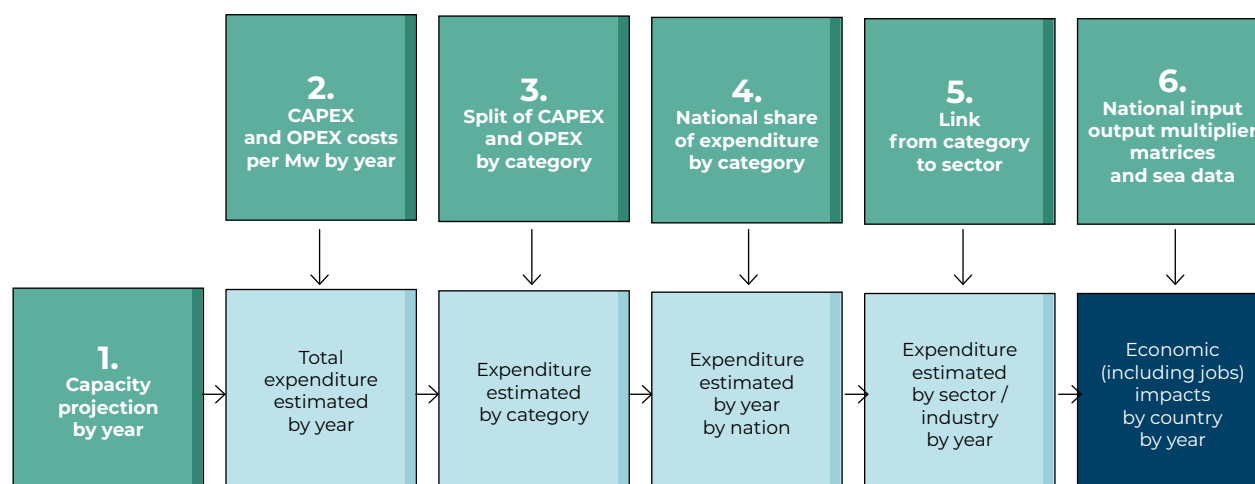 2.
CAPEX
and OPEX costs
per Mw by year
3.
Split of CAPEX
and OPEX
by category
4.
National share
of expenditure
by category
5.
Link
from category
to sector
6.
National input
output multiplier
matrices
and sea data
1.
Capacity
projection
by year
Total
expenditure
estimated
by year
Expenditure
estimated
by category
Expenditure
estimated
by year
by nation
Expenditure
estimated
by sector /
industry
by year
Economic
(including jobs)
impacts
by country
by year